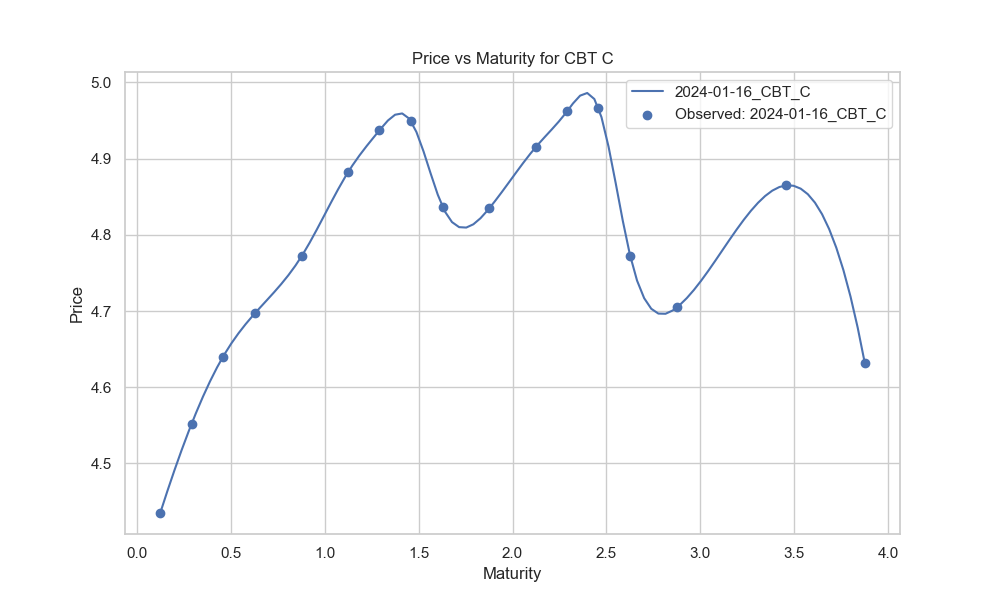 Price vs Maturity for CBT C
2024-01-16_CBT_C
Observed: 2024-01-16_CBT_C
Price
5.0
4.9
4.8
4.7
4.6
4.5
0.0 0.5 1.0 1.5 2.0 2.5 3.0 3.5 4.0
Maturity